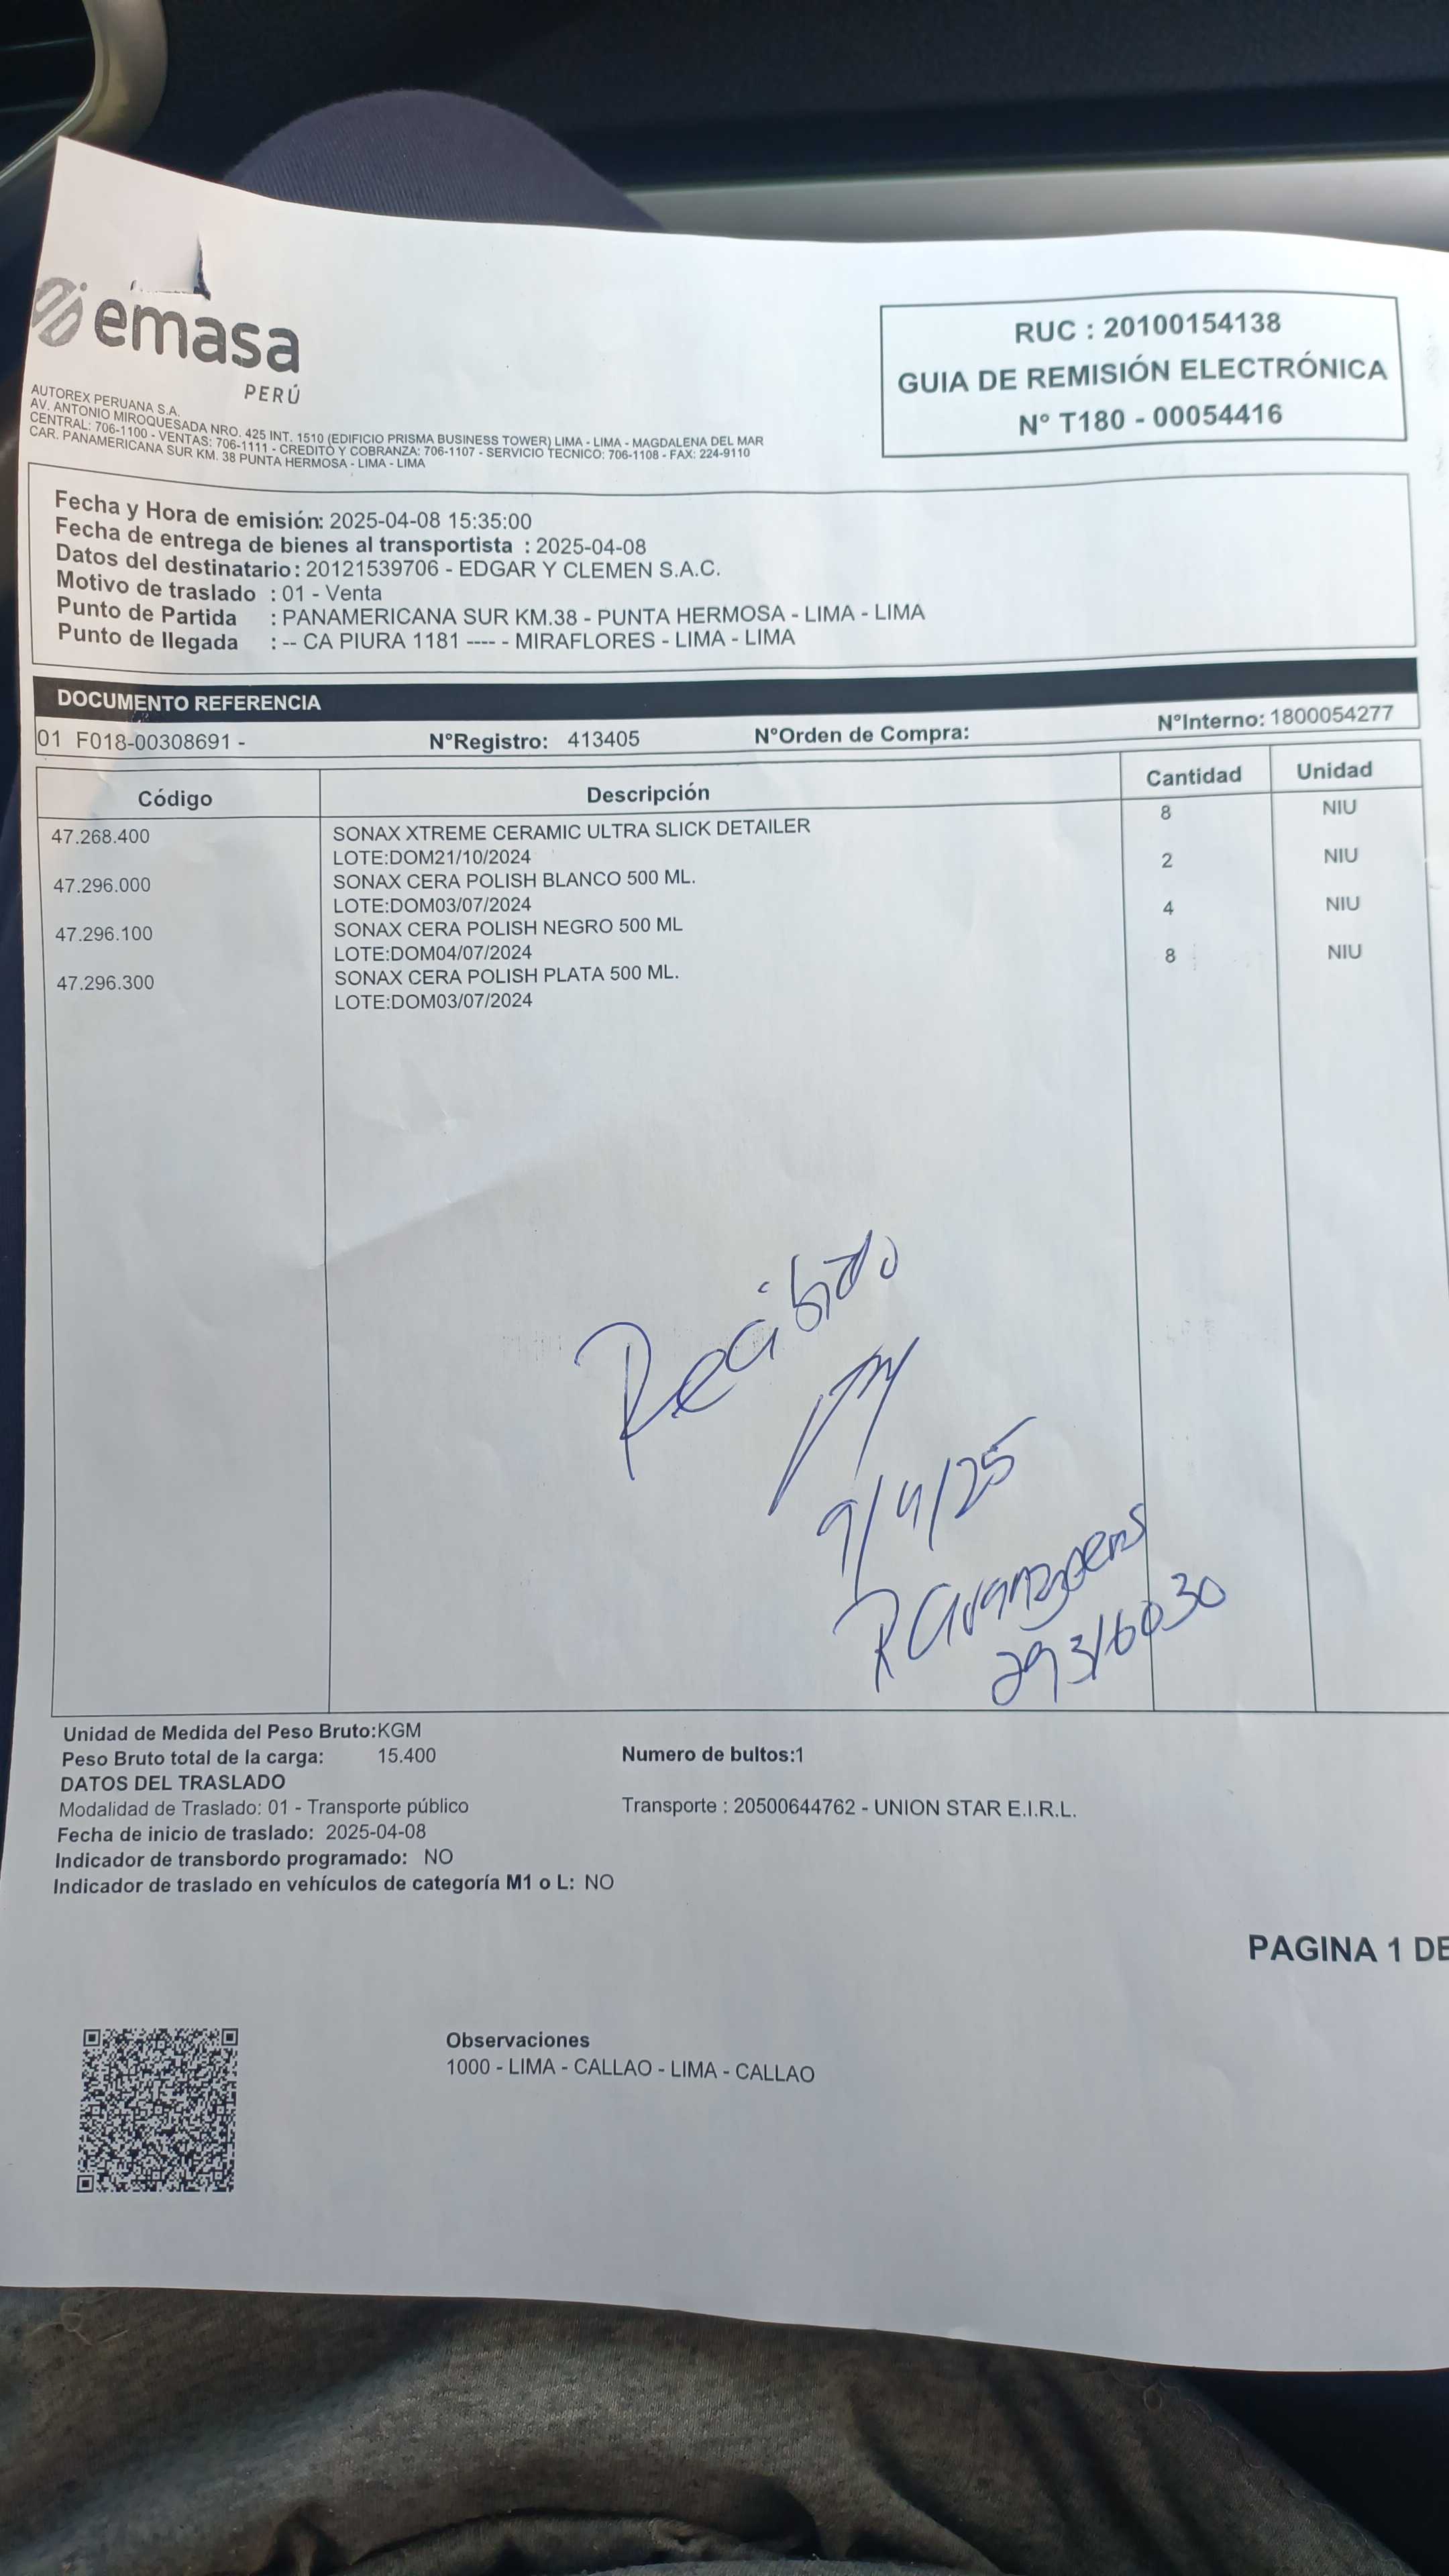 emasa
PERÚ
AUTOREX PERUANA S.A.
AV. ANTONIO MIROQUESADA NRO. 425 INT. 1510 (EDIFICIO PRISMA BUSINESS TOWER) LIMA - LIMA - MAGDALENA DEL MAR
CENTRAL: 706-1100 - VENTAS: 706-1111 - CREDITO Y COBRANZA: 706-1107 - SERVICIO TECNICO: 706-1108 - FAX: 224-9110
CAR. PANAMERICANA SUR KM. 38 PUNTA HERMOSA - LIMA - LIMA
RUC : 20100154138
GUIA DE REMISIÓN ELECTRÓNICA
N° T180 - 00054416
Fecha y Hora de emisión: 2025-04-08 15:35:00
Fecha de entrega de bienes al transportista : 2025-04-08
Datos del destinatario: 20121539706 - EDGAR Y CLEMEN S.A.C.
Motivo de traslado : 01 - Venta
Punto de Partida : PANAMERICANA SUR KM.38 - PUNTA HERMOSA - LIMA - LIMA
Punto de llegada : -- CA PIURA 1181 ---- - MIRAFLORES - LIMA - LIMA
DOCUMENTO REFERENCIA
01 F018-00308691 - N°Registro: 413405 N°Orden de Compra: N°Interno: 1800054277
Código Descripción Cantidad Unidad
47.268.400 SONAX XTREME CERAMIC ULTRA SLICK DETAILER 8 NIU
LOTE:DOM21/10/2024
47.296.000 SONAX CERA POLISH BLANCO 500 ML. 2 NIU
LOTE:DOM03/07/2024
47.296.100 SONAX CERA POLISH NEGRO 500 ML 4 NIU
LOTE:DOM04/07/2024
47.296.300 SONAX CERA POLISH PLATA 500 ML. 8 NIU
LOTE:DOM03/07/2024
Recibido
9/4/25
29316030
Unidad de Medida del Peso Bruto:KGM
Peso Bruto total de la carga: 15.400 Numero de bultos:1
DATOS DEL TRASLADO
Modalidad de Traslado: 01 - Transporte público Transporte : 20500644762 - UNION STAR E.I.R.L.
Fecha de inicio de traslado: 2025-04-08
Indicador de transbordo programado: NO
Indicador de traslado en vehículos de categoría M1 o L: NO
PAGINA 1 DE
Observaciones
1000 - LIMA - CALLAO - LIMA - CALLAO